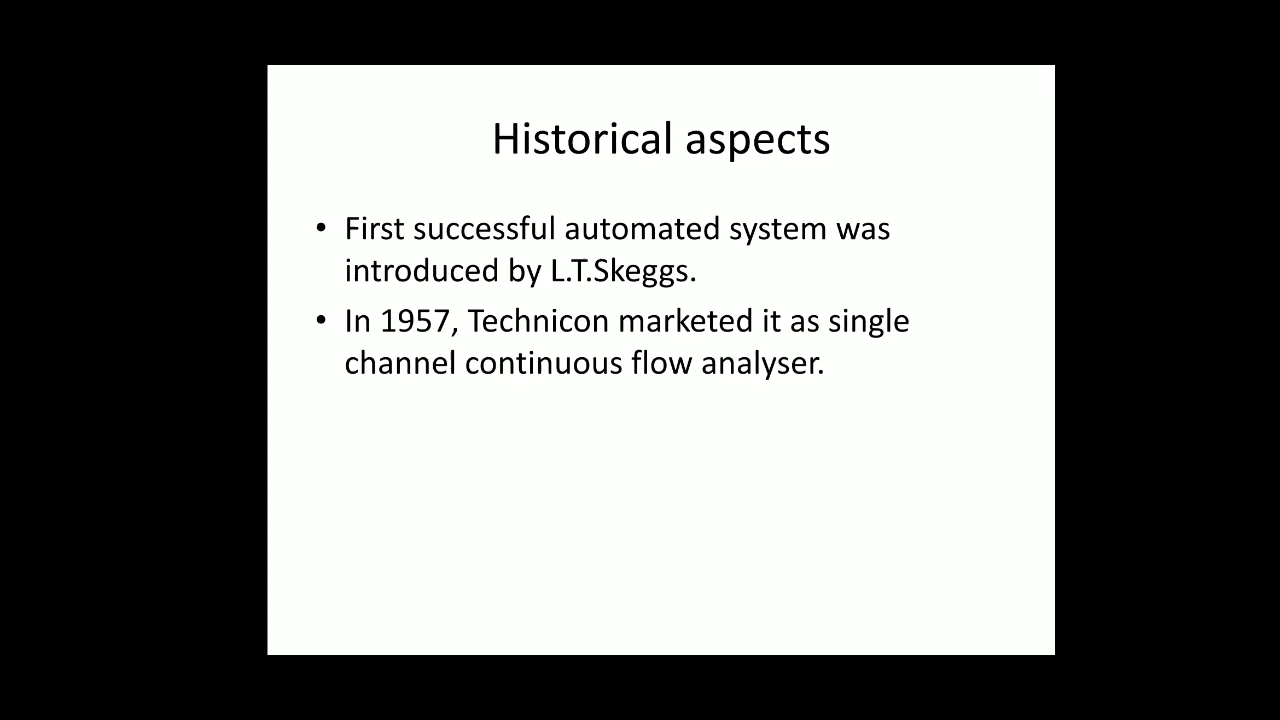 Historical aspects
• First successful automated system was
introduced by L.T.Skeggs.
• In 1957, Technicon marketed it as single
channel continuous flow analyser.